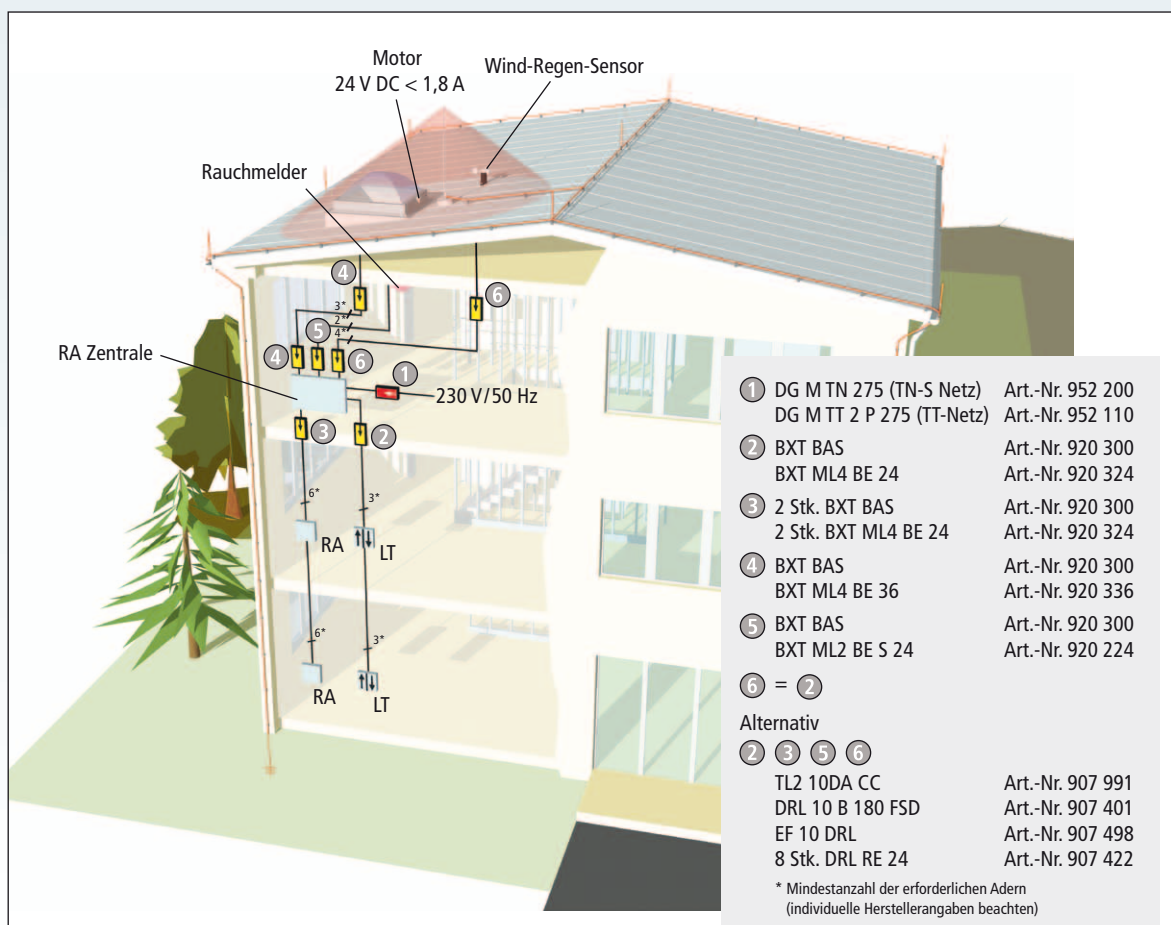 Motor
24 V DC < 1,8 A
Wind-Regen-Sensor
Rauchmelder
4
6
3*
2*
5
4*
RA Zentrale
4
6
1
230 V/50 Hz
3
2
6*
3*
RA
LT
6*
3*
RA
LT
1 DG M TN 275 (TN-S Netz) Art.-Nr. 952 200
DG M TT 2 P 275 (TT-Netz) Art.-Nr. 952 110
2 BXT BAS Art.-Nr. 920 300
BXT ML4 BE 24 Art.-Nr. 920 324
3 2 Stk. BXT BAS Art.-Nr. 920 300
2 Stk. BXT ML4 BE 24 Art.-Nr. 920 324
4 BXT BAS Art.-Nr. 920 300
BXT ML4 BE 36 Art.-Nr. 920 336
5 BXT BAS Art.-Nr. 920 300
BXT ML2 BE S 24 Art.-Nr. 920 224
6 = 2
Alternativ
2 3 5 6
TL2 10DA CC Art.-Nr. 907 991
DRL 10 B 180 FSD Art.-Nr. 907 401
EF 10 DRL Art.-Nr. 907 498
8 Stk. DRL RE 24 Art.-Nr. 907 422
* Mindestanzahl der erforderlichen Adern
(individuelle Herstellerangaben beachten)